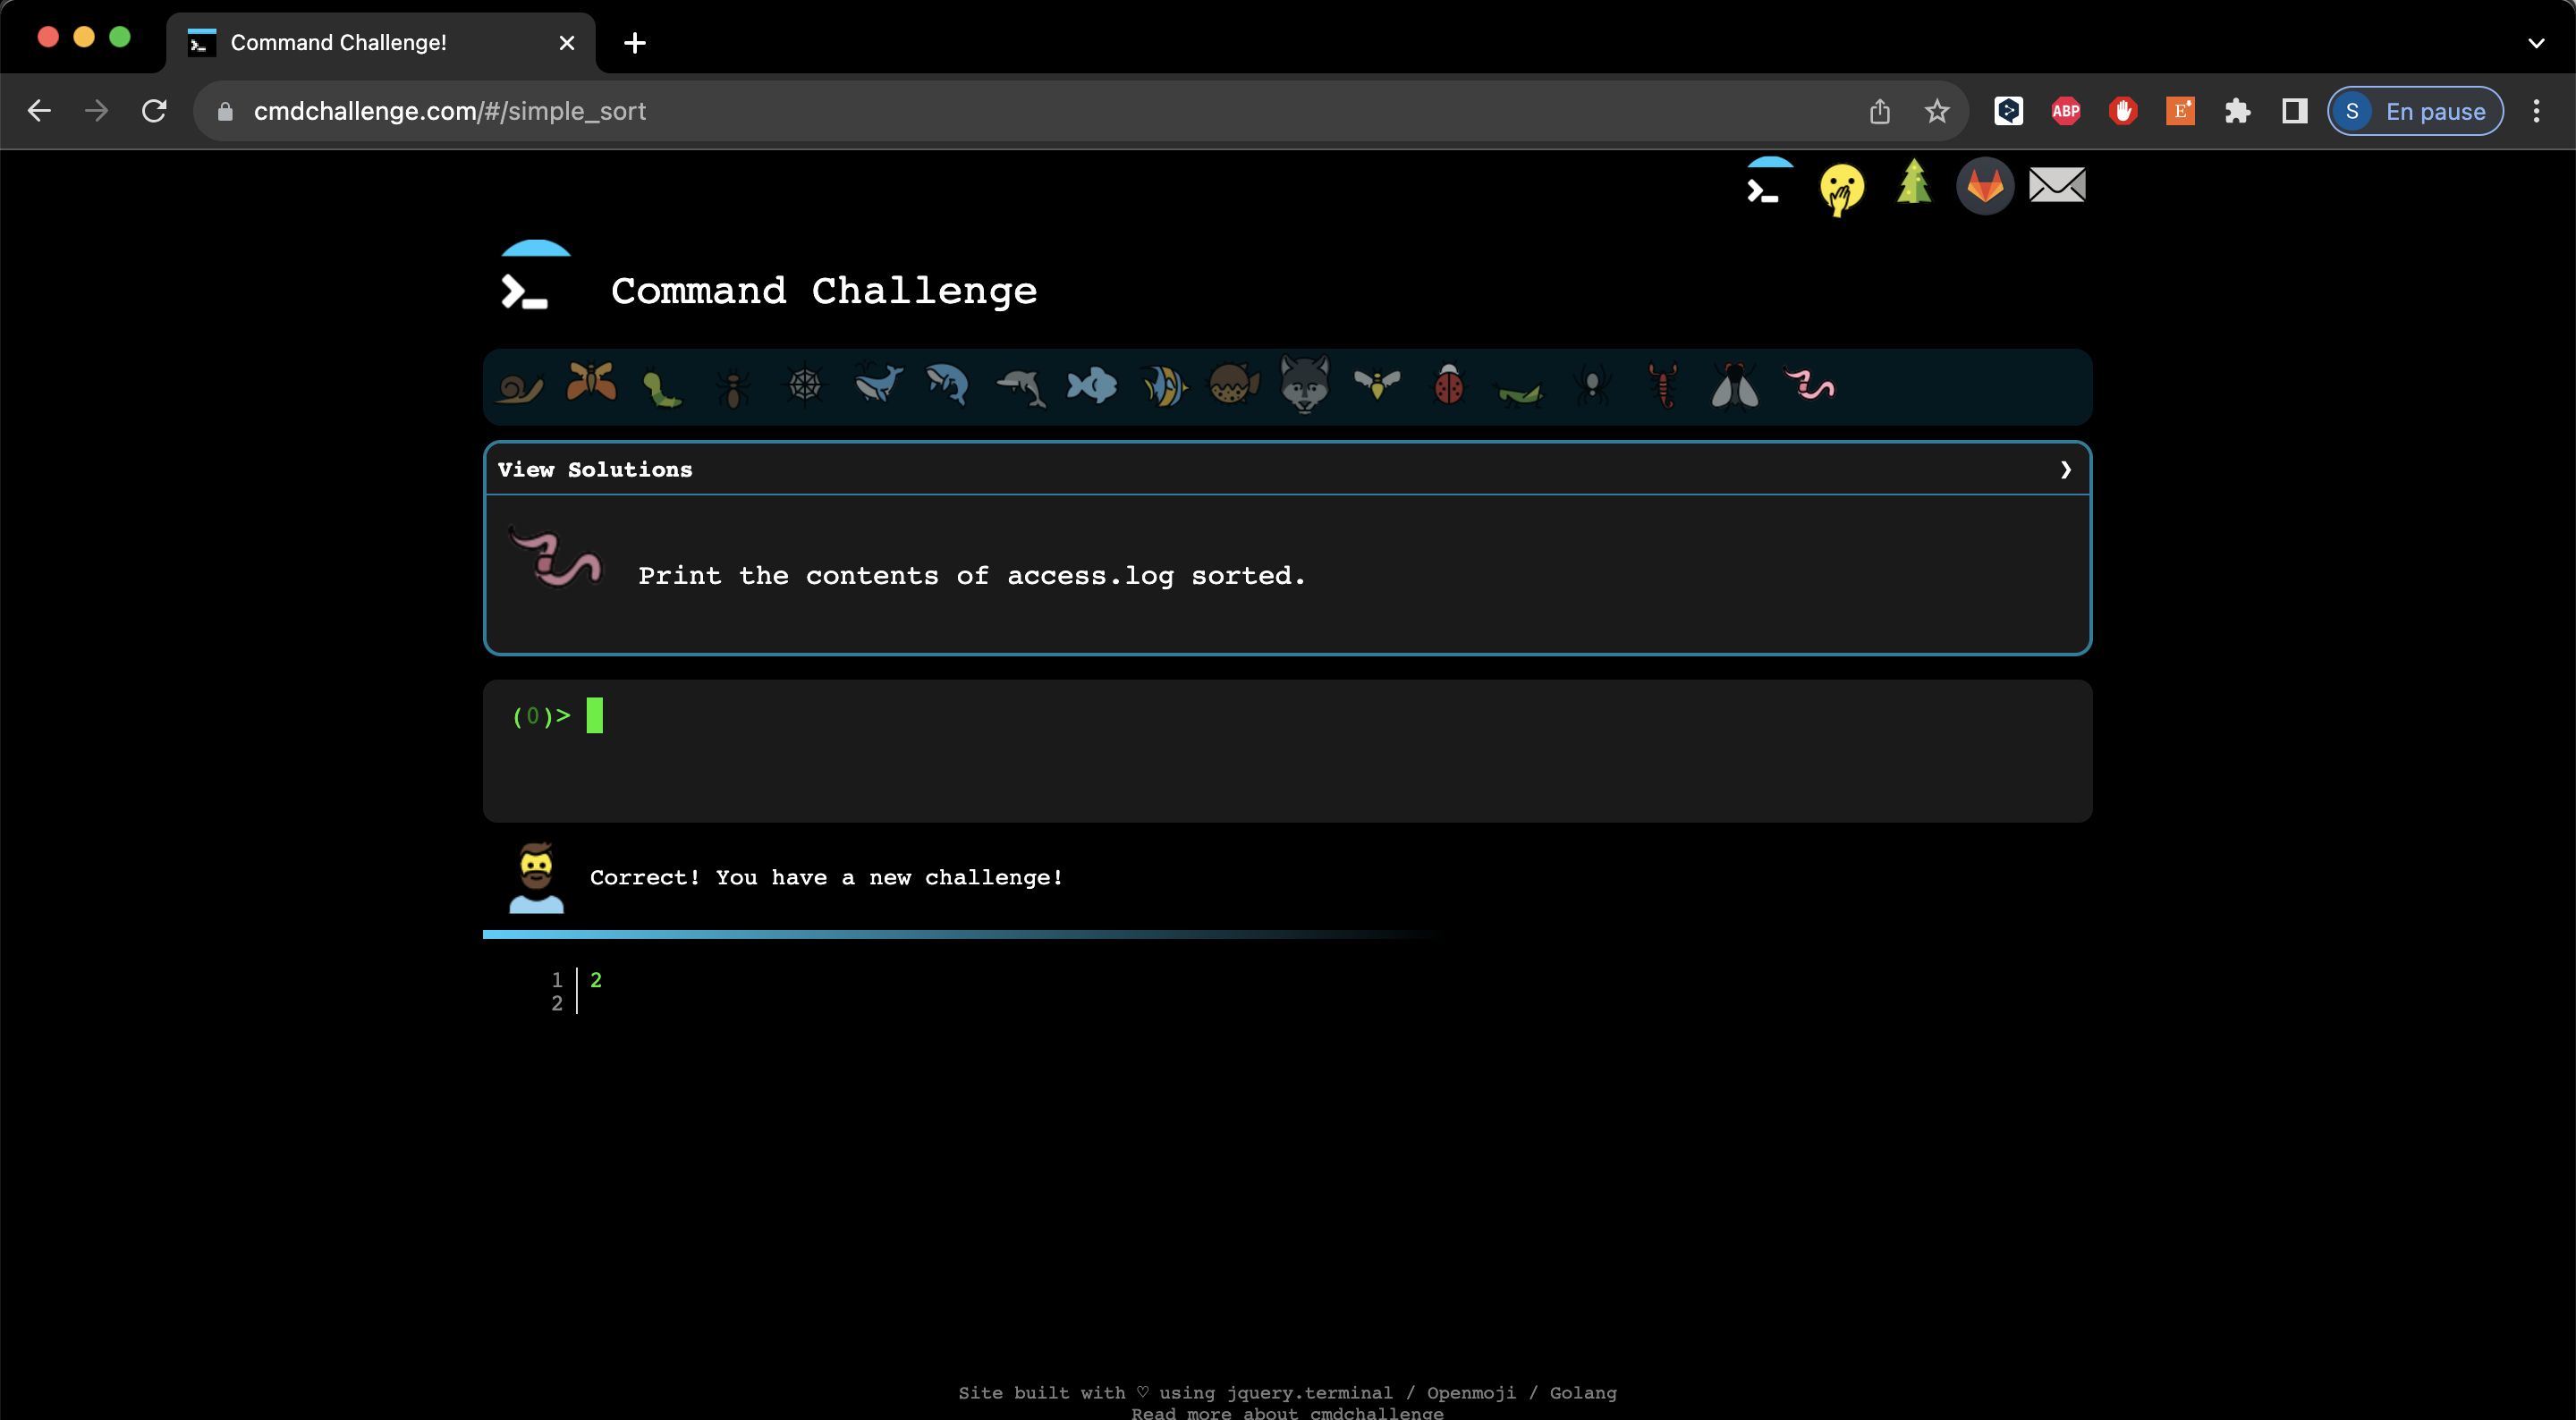 Command Challenge!
cmdchallenge.com/#/simple_sort
ABP
E
S
En pause
Command Challenge
View Solutions
Print the contents of access.log sorted.
(0)>
Correct! You have a new challenge!
1 2
2
Site built with ♡ using jquery.terminal / Openmoji / Golang
Read more about cmdchallenge